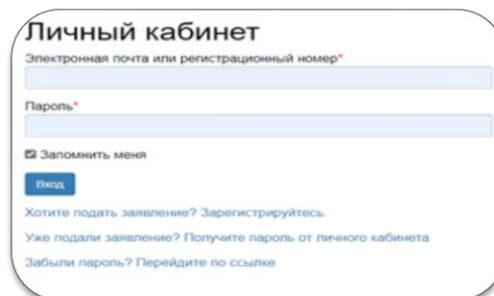 Личный кабинет
Электронная почта или регистрационный номер*
Пароль*
Запомнить меня
Вход
Хотите подать заявление? Зарегистрируйтесь.
Уже подали заявление? Получите пароль от личного кабинета
Забыли пароль? Перейдите по ссылке